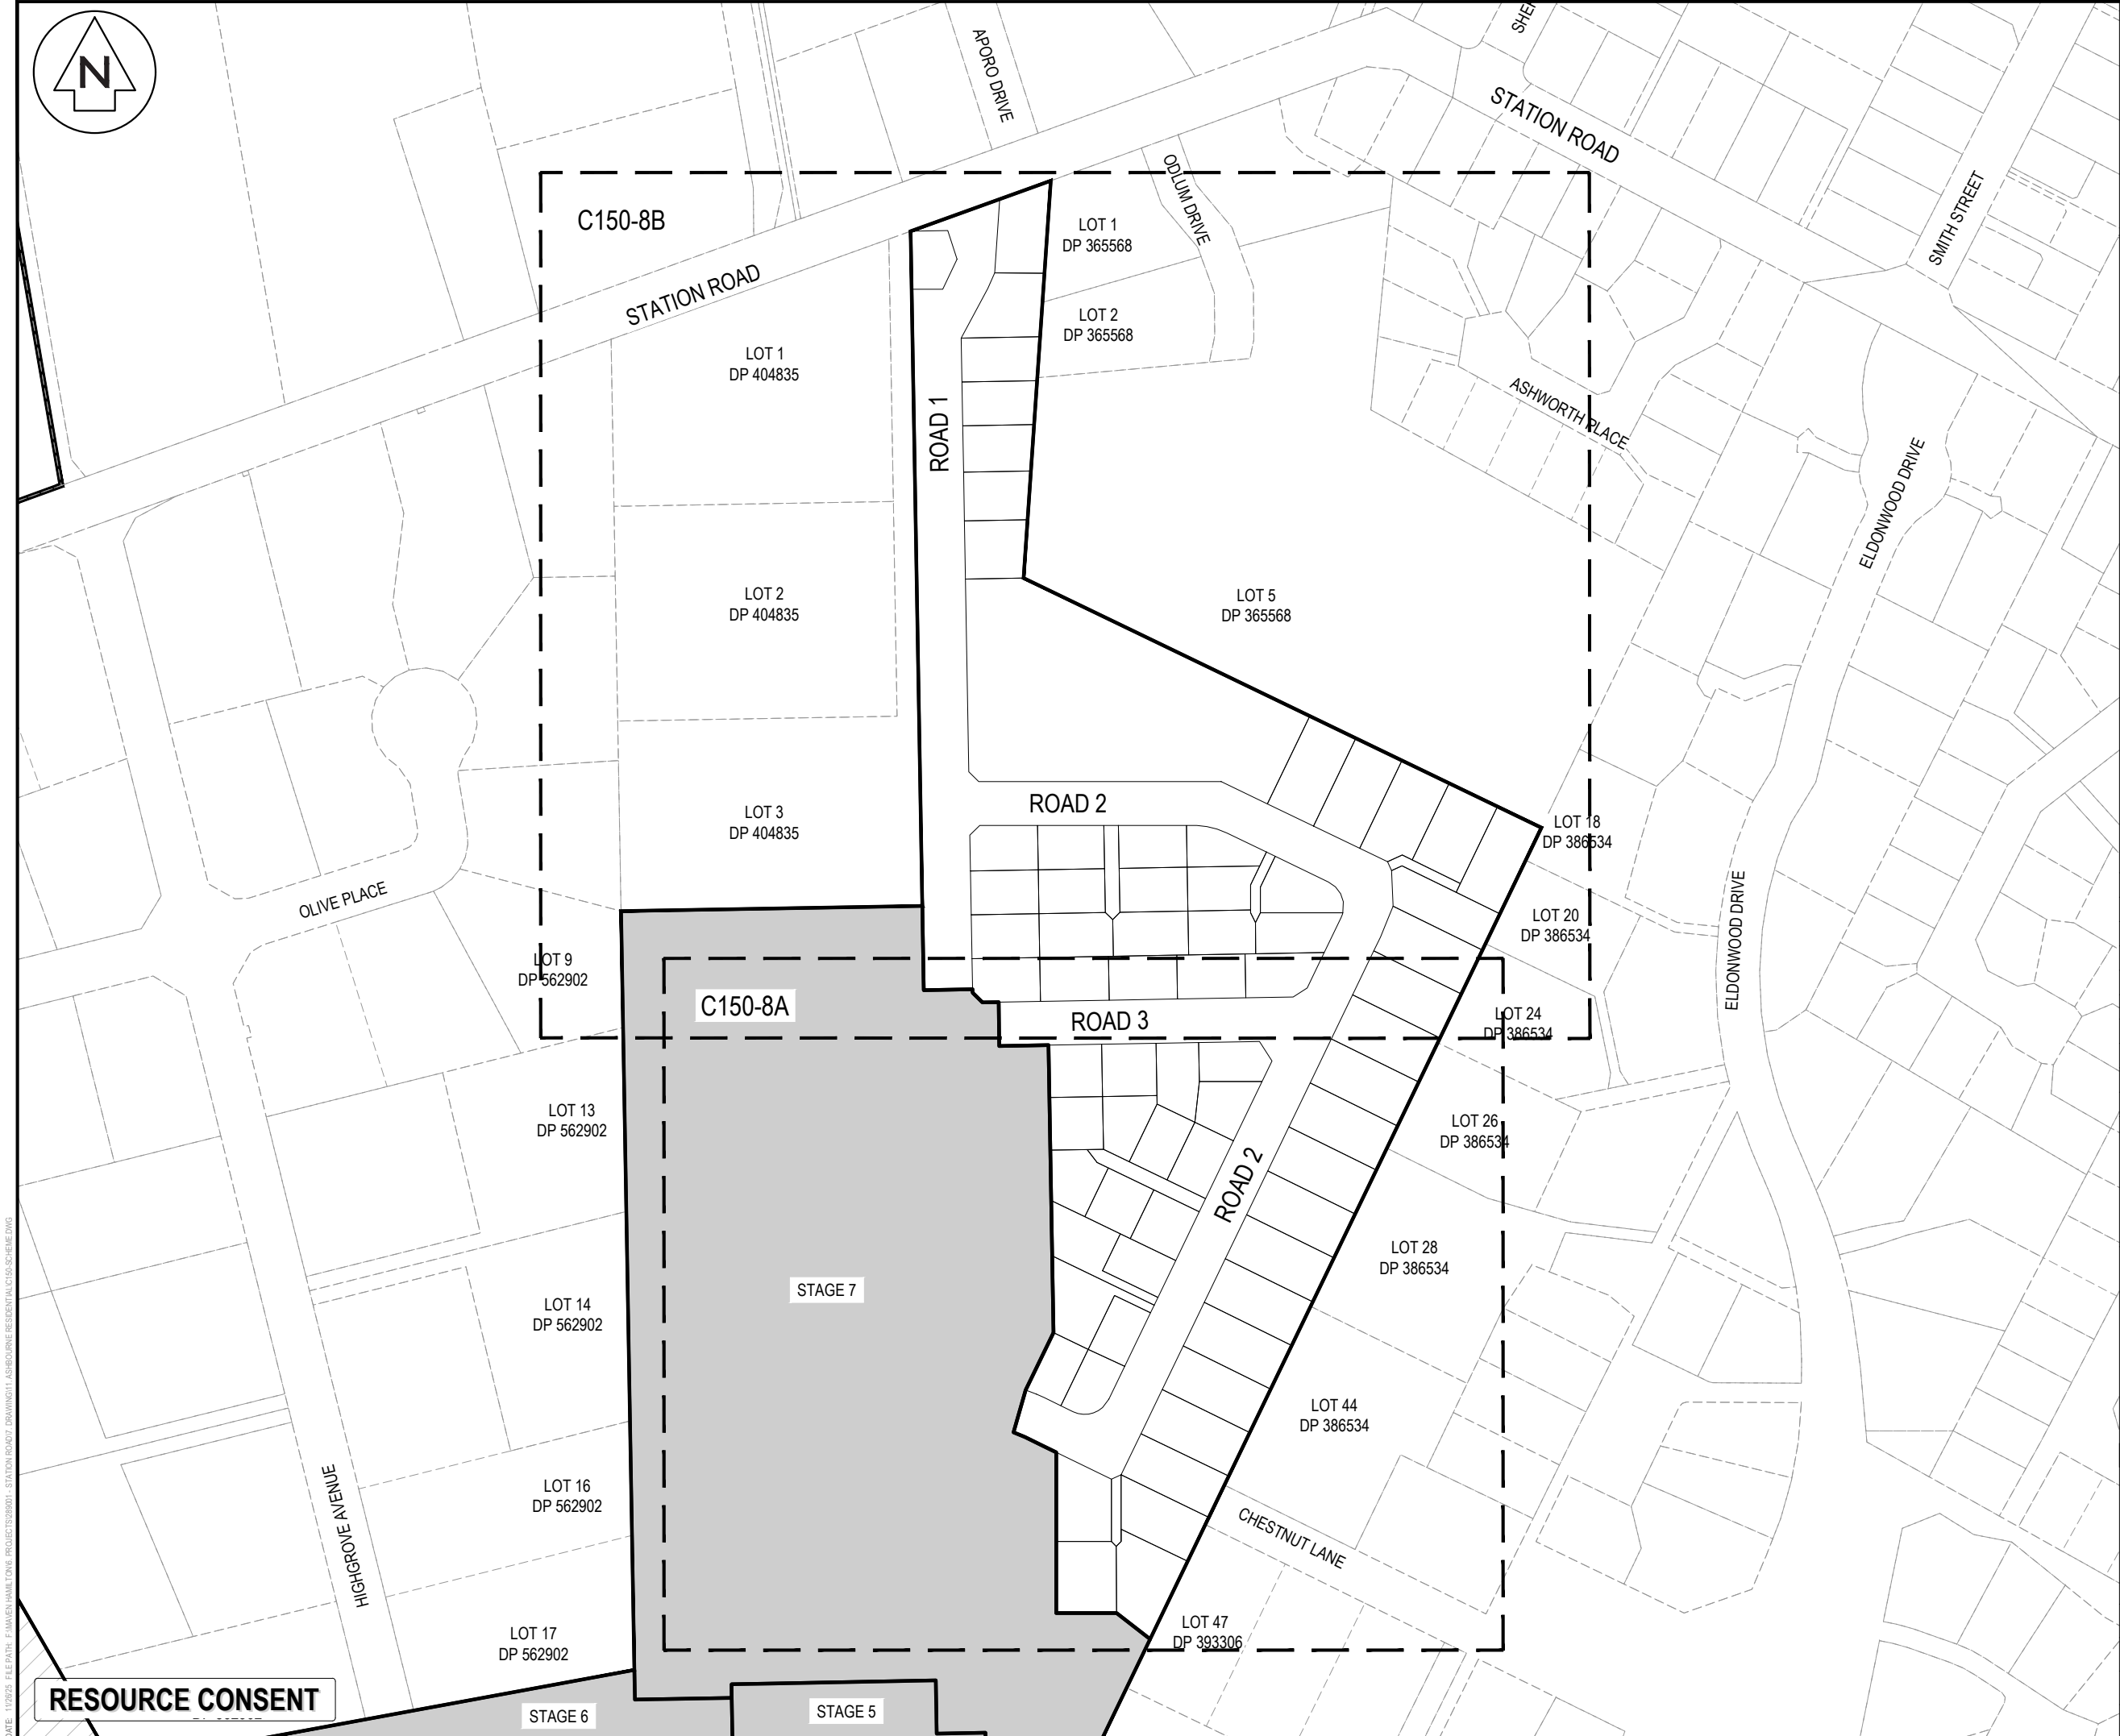 N
APORO DRIVE
STATION ROAD
ODLUM DRIVE
SMITH STREET
C150-8B
LOT 1
DP 365568
STATION ROAD
LOT 2
DP 365568
LOT 1
DP 404835
ASHWORTH PLACE
ROAD 1
ELDONWOOD DRIVE
LOT 2
DP 404835
LOT 5
DP 365568
LOT 3
DP 404835
ROAD 2
LOT 18
DP 386534
OLIVE PLACE
LOT 20
DP 386534
ELDONWOOD DRIVE
LOT 9
DP 562902
C150-8A
ROAD 3
LOT 24
DP 386534
LOT 13
DP 562902
LOT 26
DP 386534
ROAD 2
LOT 28
DP 386534
STAGE 7
LOT 14
DP 562902
LOT 44
DP 386534
LOT 16
DP 562902
HIGHGROVE AVENUE
CHESTNUT LANE
LOT 17
DP 562902
LOT 47
DP 393306
RESOURCE CONSENT
STAGE 6
STAGE 5